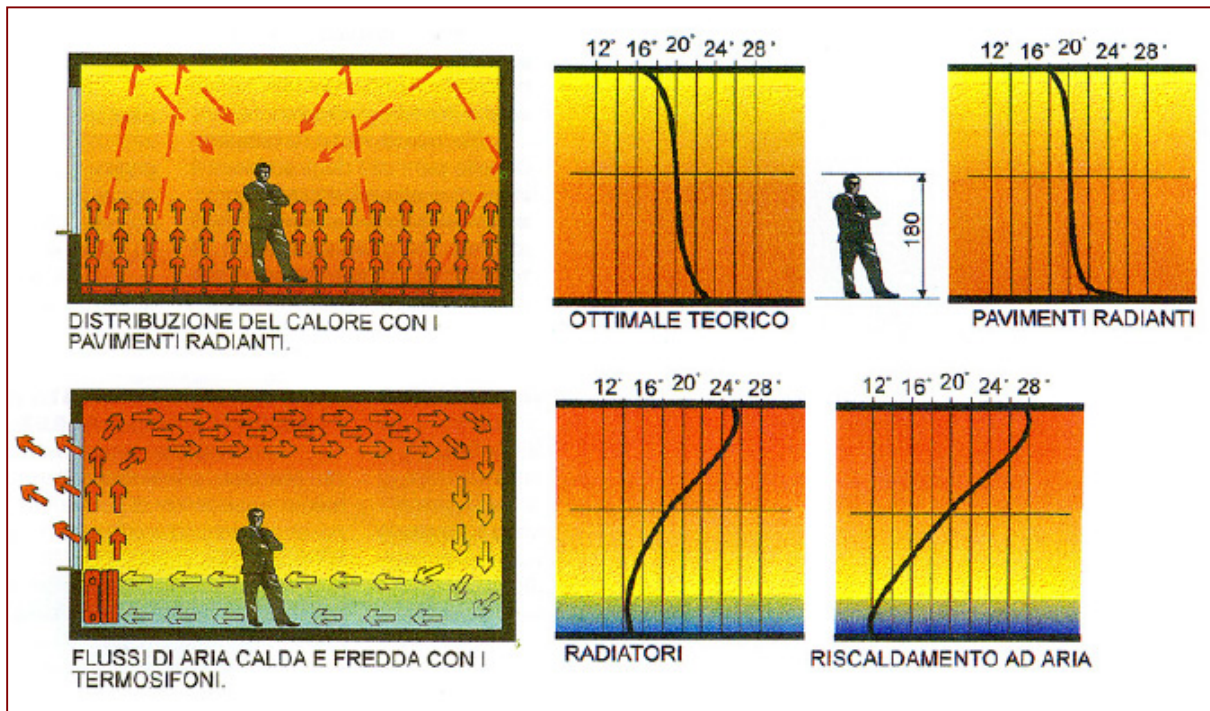 12° 16° 20° 24° 28°
12° 16° 20° 24° 28°
180
DISTRIBUZIONE DEL CALORE CON I
PAVIMENTI RADIANTI.
OTTIMALE TEORICO
PAVIMENTI RADIANTI
12° 16° 20° 24° 28°
12° 16° 20° 24° 28°
FLUSSI DI ARIA CALDA E FREDDA CON I
TERMOSIFONI.
RADIATORI
RISCALDAMENTO AD ARIA